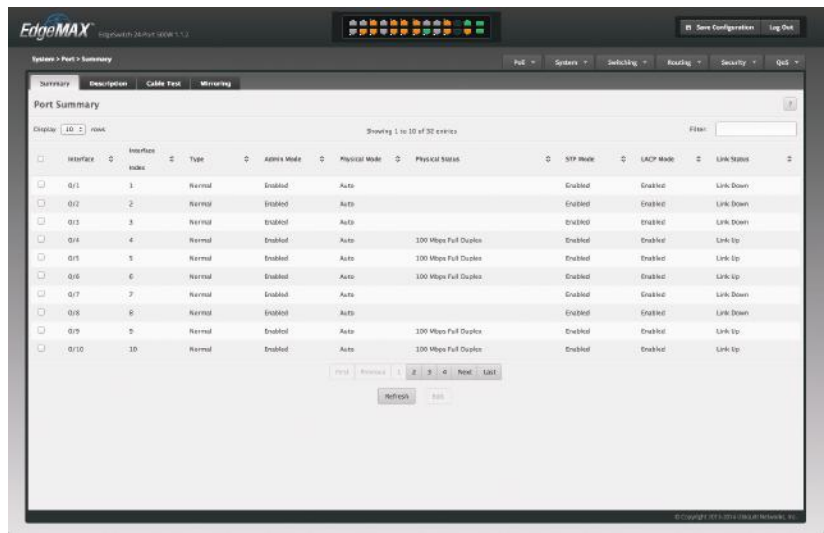 EdgeMAX EdgeSwitch 24-Port 500W 1.1.2
Save Configuration Log Out
System > Port > Summary
PoE System Switching Routing Security QoS
Summary Description Cable Test Mirroring
Port Summary ?
Display 10 rows Showing 1 to 10 of 32 entries Filter:
Interface Interface Index Type Admin Mode Physical Mode Physical Status STP Mode LACP Mode Link Status
0/1 1 Normal Enabled Auto Enabled Enabled Link Down
0/2 2 Normal Enabled Auto Enabled Enabled Link Down
0/3 3 Normal Enabled Auto Enabled Enabled Link Down
0/4 4 Normal Enabled Auto 100 Mbps Full Duplex Enabled Enabled Link Up
0/5 5 Normal Enabled Auto 100 Mbps Full Duplex Enabled Enabled Link Up
0/6 6 Normal Enabled Auto 100 Mbps Full Duplex Enabled Enabled Link Up
0/7 7 Normal Enabled Auto Enabled Enabled Link Down
0/8 8 Normal Enabled Auto Enabled Enabled Link Down
0/9 9 Normal Enabled Auto 100 Mbps Full Duplex Enabled Enabled Link Up
0/10 10 Normal Enabled Auto 100 Mbps Full Duplex Enabled Enabled Link Up
First Previous 1 2 3 4 Next Last
Refresh Edit
© Copyright 2013-2014 Ubiquiti Networks, Inc.